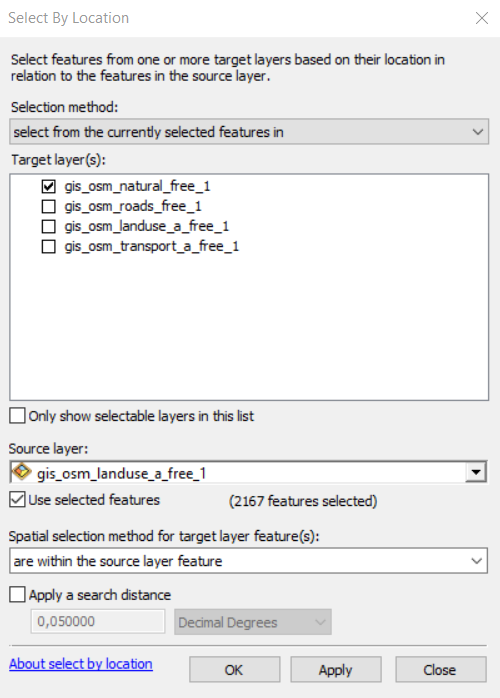 Select By Location
Select features from one or more target layers based on their location in
relation to the features in the source layer.
Selection method:
select from the currently selected features in
Target layer(s):
gis_osm_natural_free_1
gis_osm_roads_free_1
gis_osm_landuse_a_free_1
gis_osm_transport_a_free_1
Only show selectable layers in this list
Source layer:
gis_osm_landuse_a_free_1
Use selected features (2167 features selected)
Spatial selection method for target layer feature(s):
are within the source layer feature
Apply a search distance
0,050000 Decimal Degrees
About select by location OK Apply Close